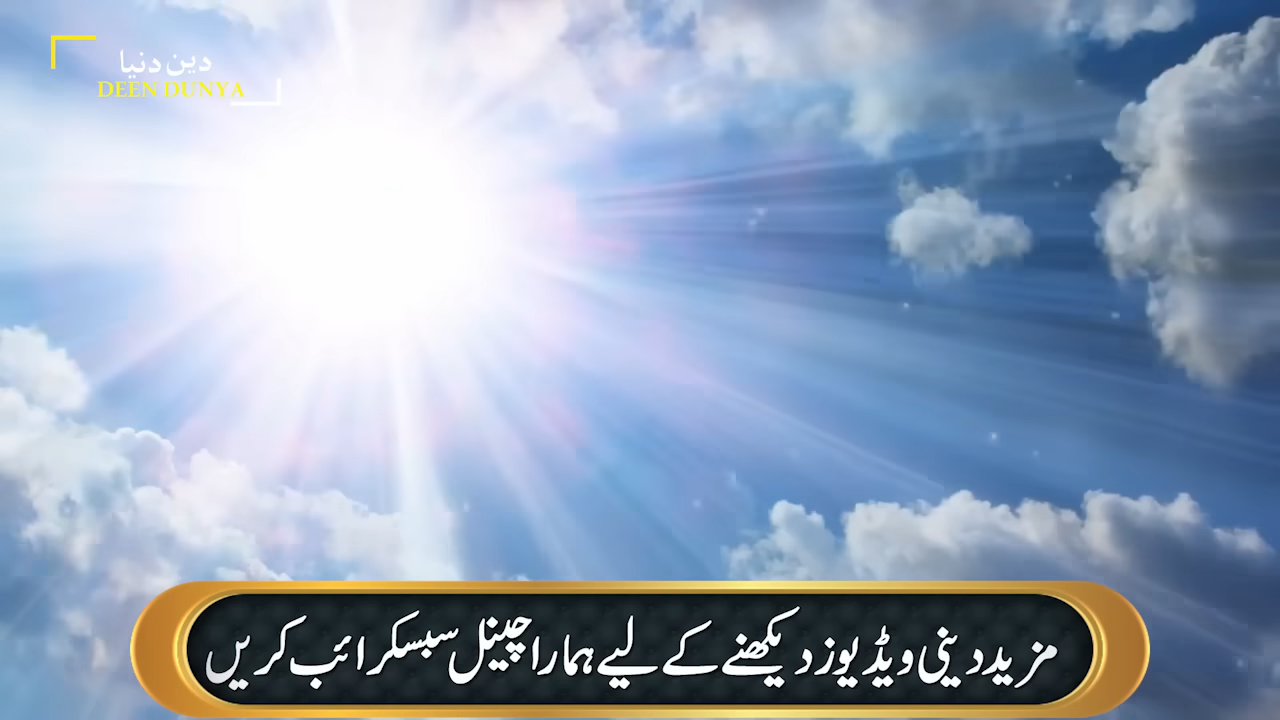 دین دنیا
DEEN DUNYA
مزید دینی ویڈیوز دیکھنے کے لیے ہمارا چینل سبسکرائب کریں